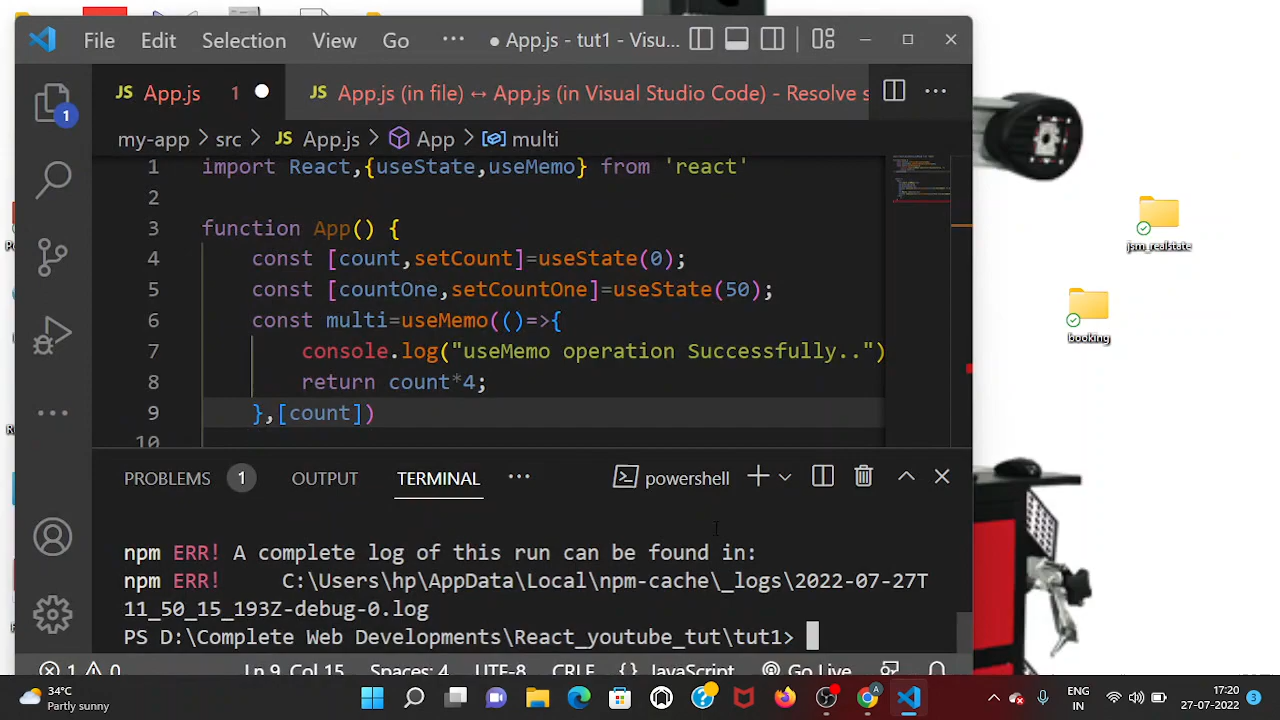 File Edit Selection View Go ··· ● App.js - tut1 - Visu...
JS App.js 1 JS App.js (in file) ↔ App.js (in Visual Studio Code) - Resolve s
my-app > src > JS App.js > App > multi
1 import React,{useState,useMemo} from 'react'
2
3 function App() {
4 const [count,setCount]=useState(0);
5 const [countOne,setCountOne]=useState(50);
6 const multi=useMemo(()=>{
7 console.log("useMemo operation Successfully..")
8 return count*4;
9 },[count])
10
1
PROBLEMS 1 OUTPUT TERMINAL ··· powershell
npm ERR! A complete log of this run can be found in:
npm ERR! C:\Users\hp\AppData\Local\npm-cache\_logs\2022-07-27T
11_50_15_193Z-debug-0.log
PS D:\Complete Web Developments\React_youtube_tut\tut1>
1 0 Ln 9, Col 15 Spaces: 4 UTF-8 CRLF {} JavaScript Go Live
jsm_realstate
booking
34°C
Partly sunny
ENG
IN
17:20
27-07-2022
3